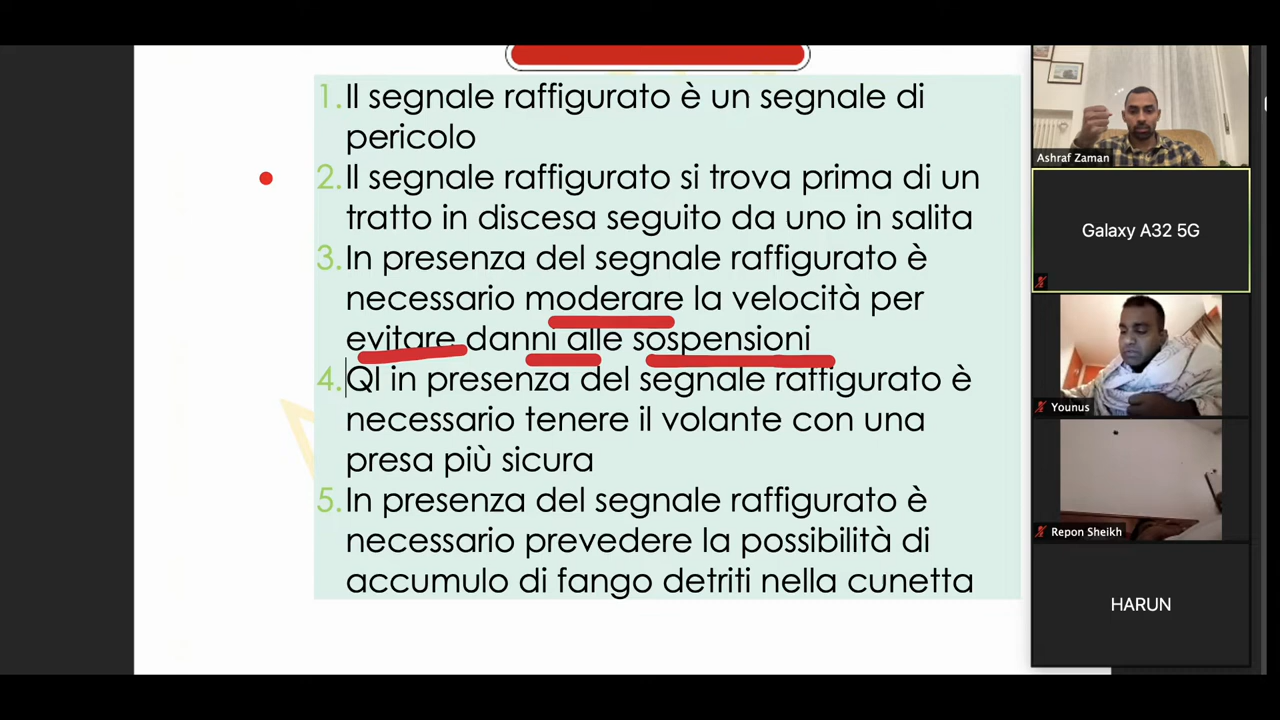 1. Il segnale raffigurato è un segnale di
pericolo
2. Il segnale raffigurato si trova prima di un
tratto in discesa seguito da uno in salita
3. In presenza del segnale raffigurato è
necessario moderare la velocità per
evitare danni alle sospensioni
4. QI in presenza del segnale raffigurato è
necessario tenere il volante con una
presa più sicura
5. In presenza del segnale raffigurato è
necessario prevedere la possibilità di
accumulo di fango detriti nella cunetta
Ashraf Zaman
Galaxy A32 5G
Younus
Repon Sheikh
HARUN